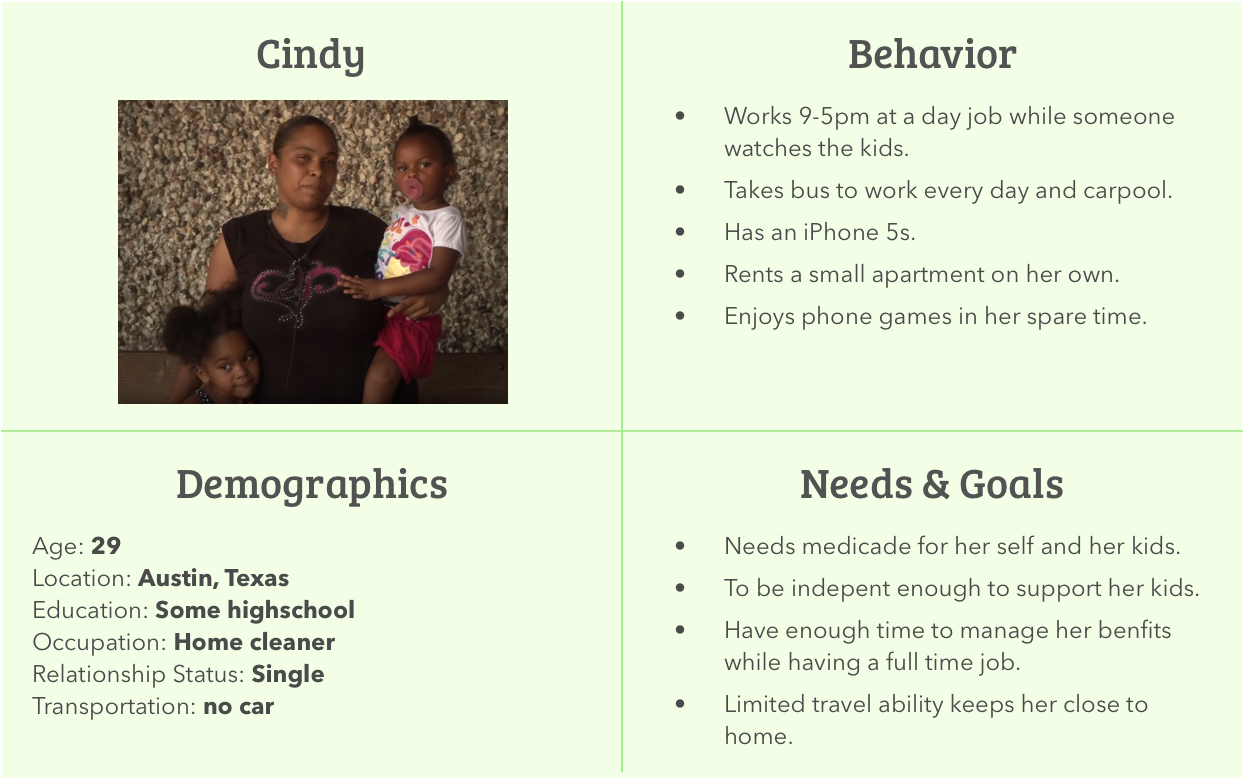 Cindy
Behavior
• Works 9-5pm at a day job while someone
watches the kids.
• Takes bus to work every day and carpool.
• Has an iPhone 5s.
• Rents a small apartment on her own.
• Enjoys phone games in her spare time.
Demographics
Age: 29
Location: Austin, Texas
Education: Some highschool
Occupation: Home cleaner
Relationship Status: Single
Transportation: no car
Needs & Goals
• Needs medicade for her self and her kids.
• To be indepent enough to support her kids.
• Have enough time to manage her benfits
while having a full time job.
• Limited travel ability keeps her close to
home.